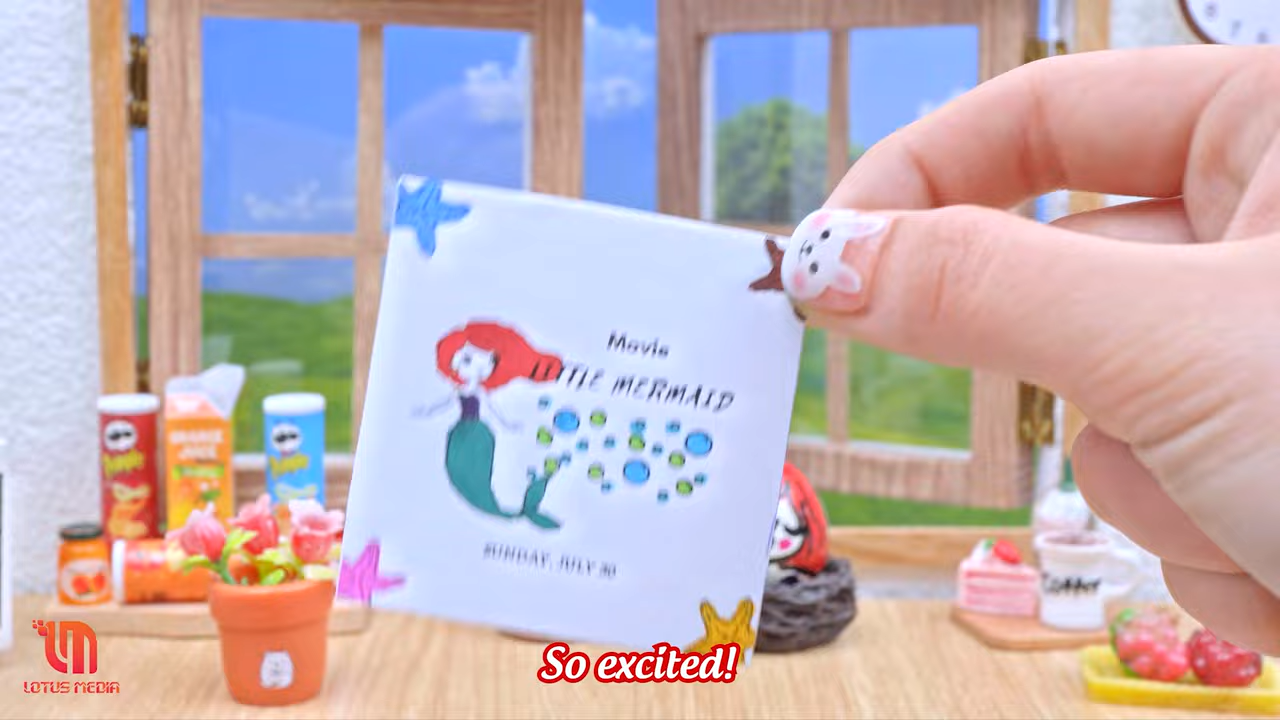 Movie
LITTLE MERMAID
SUNDAY, JULY 30
ORANGE
JUICE
So excited!
LOTUS MEDIA